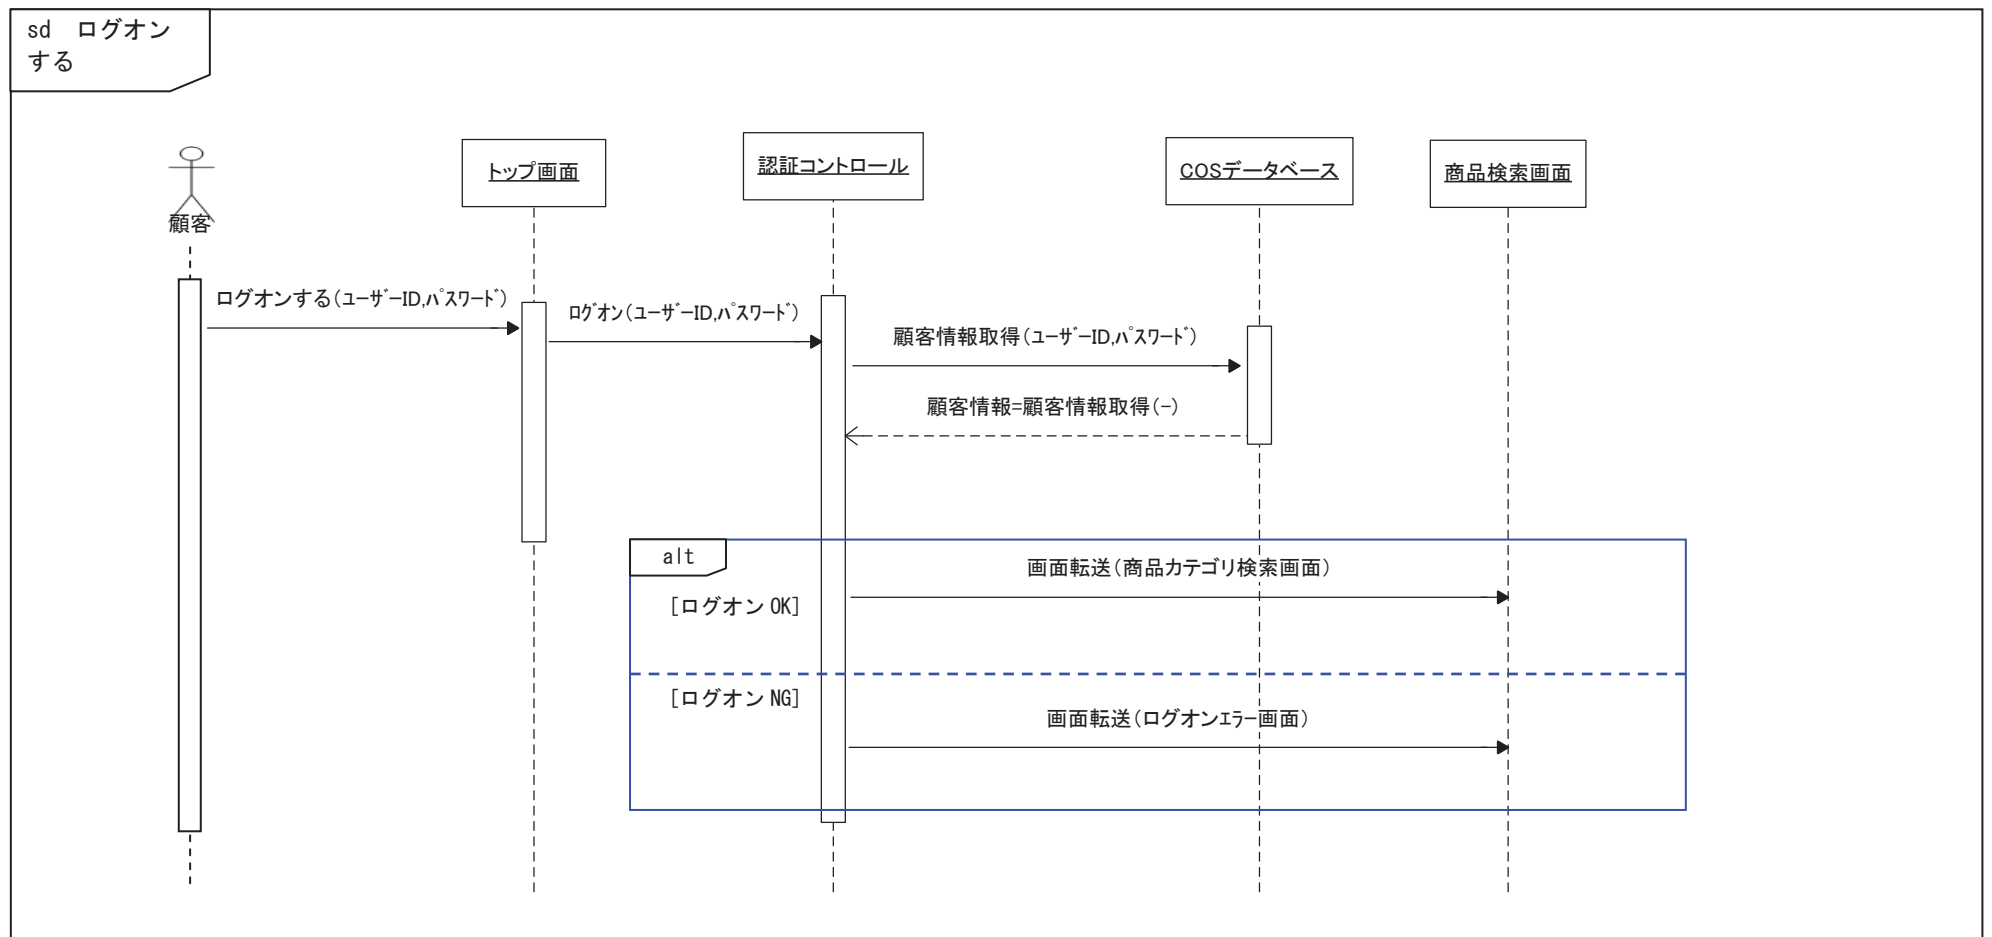 sd　ログオン
する
顧客
トップ画面
認証コントロール
COSデータベース
商品検索画面
ログオンする(ユーザーID,パスワード)
ログオン(ユーザーID,パスワード)
顧客情報取得(ユーザーID,パスワード)
顧客情報=顧客情報取得(-)
alt
画面転送(商品カテゴリ検索画面)
[ログオン OK]
[ログオン NG]
画面転送(ログオンエラー画面)